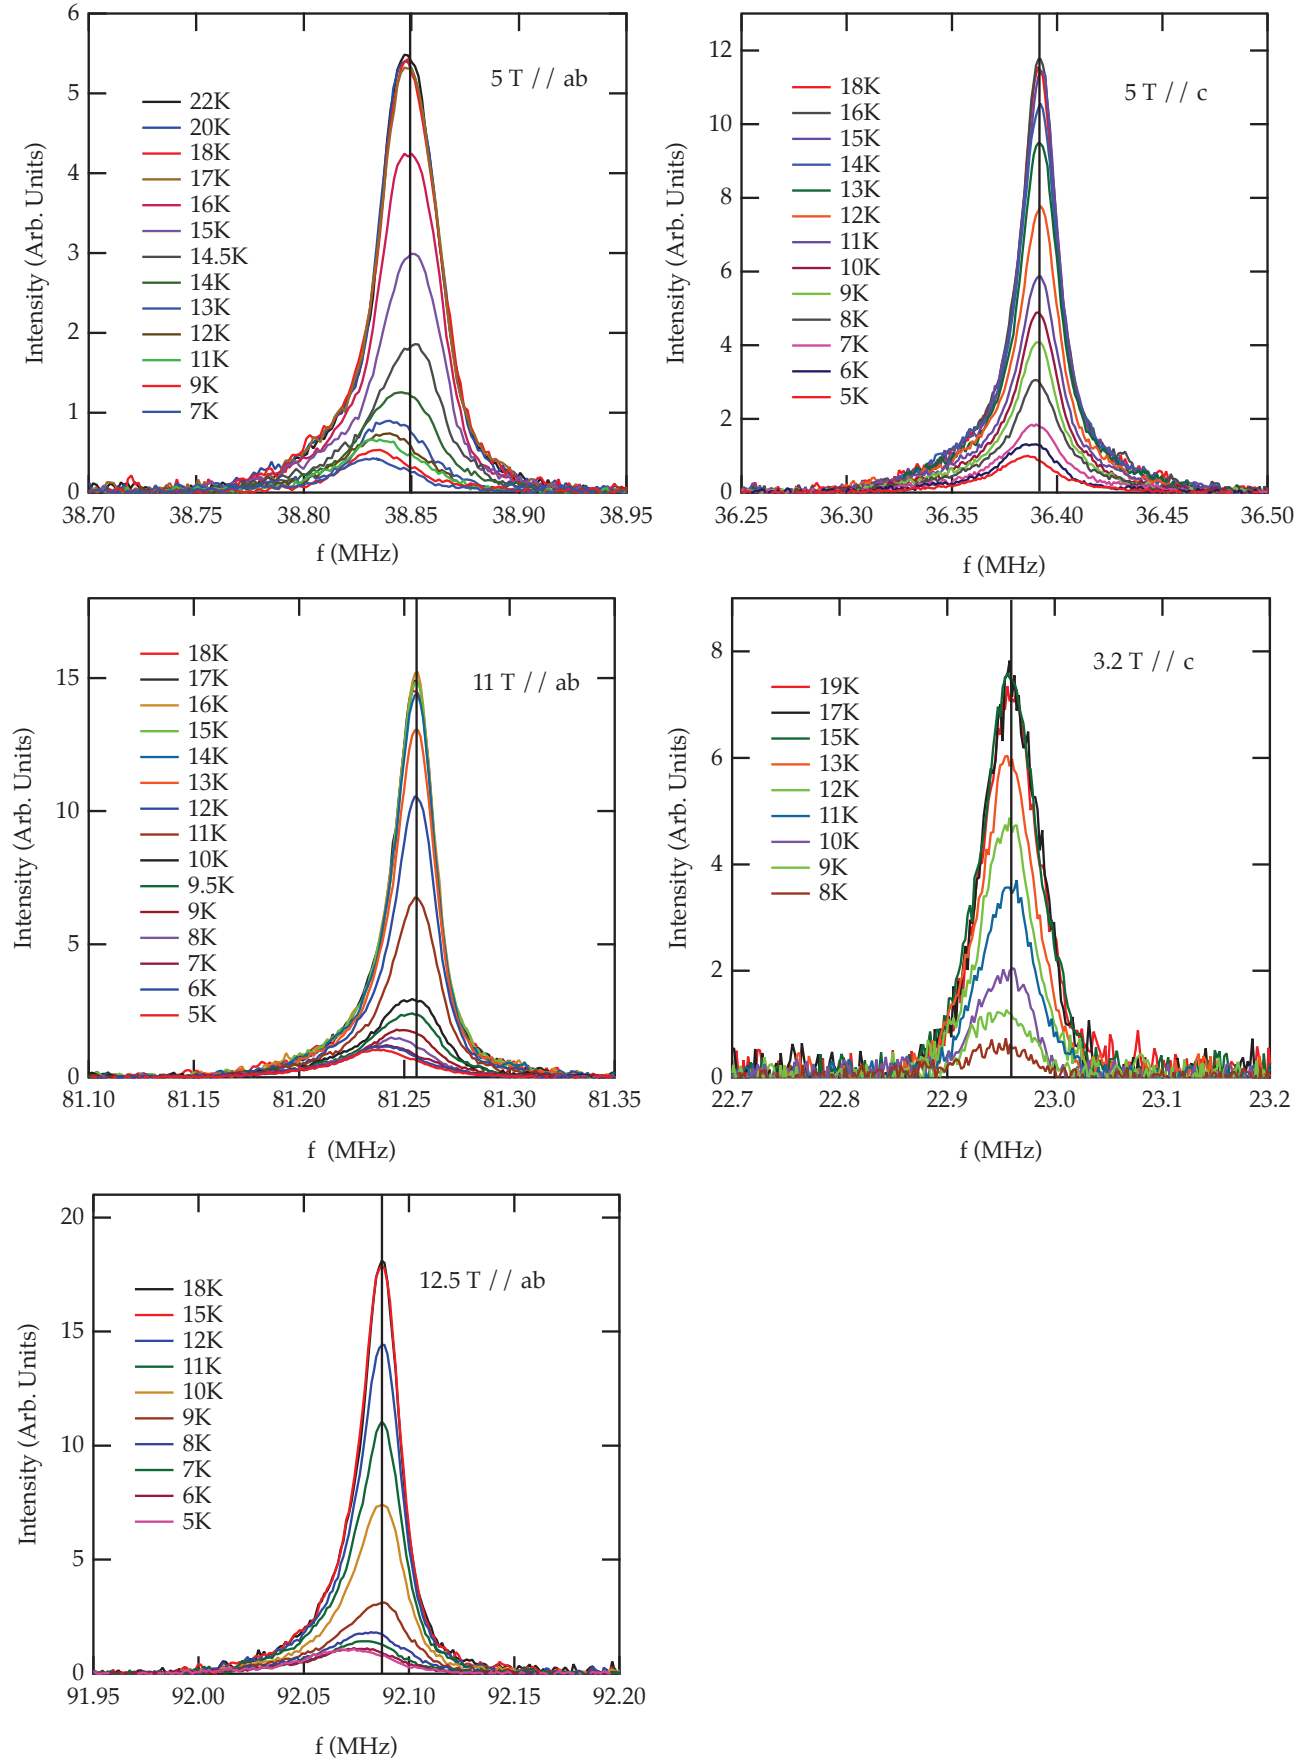 5 T // ab
Intensity (Arb. Units)
6
5
4
3
2
1
0
22K
20K
18K
17K
16K
15K
14.5K
14K
13K
12K
11K
9K
7K
38.70 38.75 38.80 38.85 38.90 38.95
f (MHz)
5 T // c
Intensity (Arb. Units)
12
10
8
6
4
2
0
18K
16K
15K
14K
13K
12K
11K
10K
9K
8K
7K
6K
5K
36.25 36.30 36.35 36.40 36.45 36.50
f (MHz)
11 T // ab
Intensity (Arb. Units)
15
10
5
0
18K
17K
16K
15K
14K
13K
12K
11K
10K
9.5K
9K
8K
7K
6K
5K
81.10 81.15 81.20 81.25 81.30 81.35
f (MHz)
3.2 T // c
Intensity (Arb. Units)
8
6
4
2
0
19K
17K
15K
13K
12K
11K
10K
9K
8K
22.7 22.8 22.9 23.0 23.1 23.2
f (MHz)
12.5 T // ab
Intensity (Arb. Units)
20
15
10
5
0
18K
15K
12K
11K
10K
9K
8K
7K
6K
5K
91.95 92.00 92.05 92.10 92.15 92.20
f (MHz)